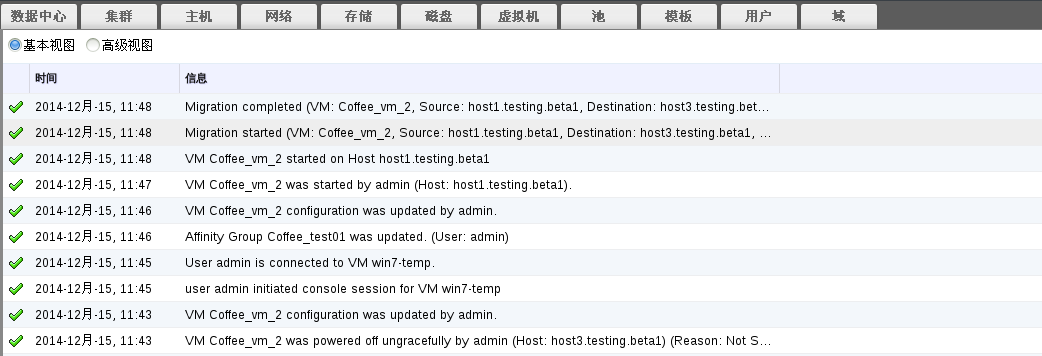 数据中心 集群 主机 网络 存储 磁盘 虚拟机 池 模板 用户 域
基本视图 高级视图
时间 信息
2014-12月-15, 11:48 Migration completed (VM: Coffee_vm_2, Source: host1.testing.beta1, Destination: host3.testing.bet...
2014-12月-15, 11:48 Migration started (VM: Coffee_vm_2, Source: host1.testing.beta1, Destination: host3.testing.beta1, ...
2014-12月-15, 11:48 VM Coffee_vm_2 started on Host host1.testing.beta1
2014-12月-15, 11:47 VM Coffee_vm_2 was started by admin (Host: host1.testing.beta1).
2014-12月-15, 11:46 VM Coffee_vm_2 configuration was updated by admin.
2014-12月-15, 11:46 Affinity Group Coffee_test01 was updated. (User: admin)
2014-12月-15, 11:45 User admin is connected to VM win7-temp.
2014-12月-15, 11:45 user admin initiated console session for VM win7-temp
2014-12月-15, 11:43 VM Coffee_vm_2 configuration was updated by admin.
2014-12月-15, 11:43 VM Coffee_vm_2 was powered off ungracefully by admin (Host: host3.testing.beta1) (Reason: Not S...